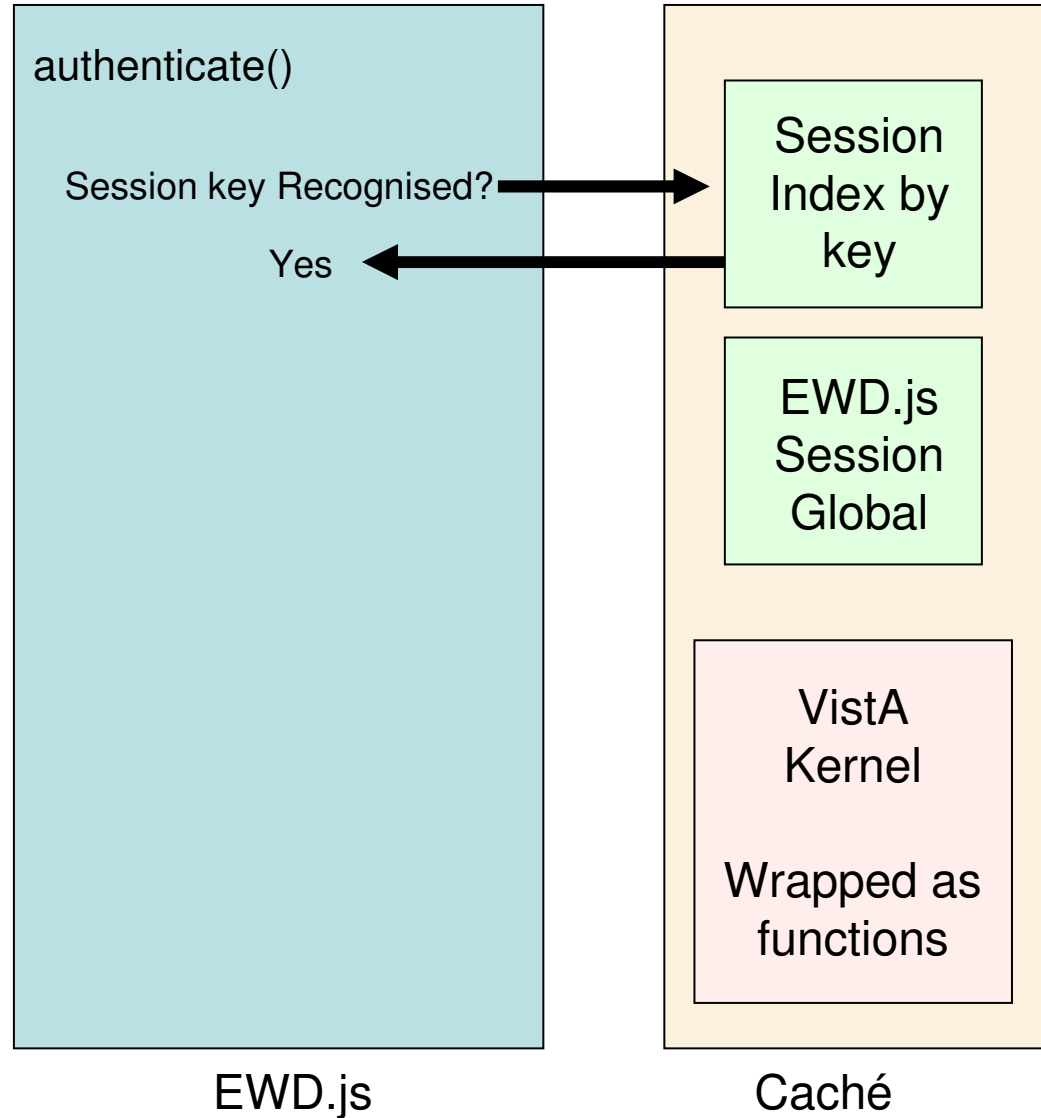 authenticate()
Session key Recognised?
Yes
Session
Index by
key
EWD.js
Session
Global
VistA
Kernel
Wrapped as
functions
EWD.js
Caché